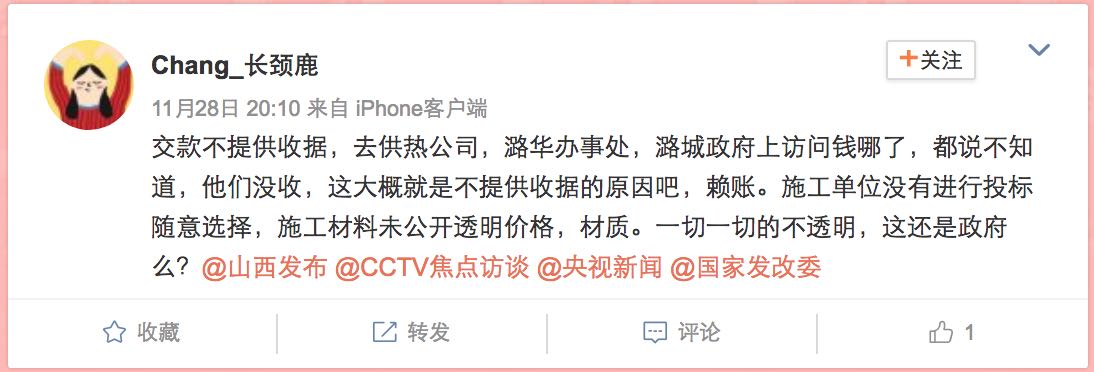 Chang_长颈鹿
+关注
11月28日 20:10 来自 iPhone客户端
交款不提供收据，去供热公司，潞华办事处，潞城政府上访问钱哪了，都说不知
道，他们没收，这大概就是不提供收据的原因吧，赖账。施工单位没有进行投标
随意选择，施工材料未公开透明价格，材质。一切一切的不透明，这还是政府
么？@山西发布 @CCTV焦点访谈 @央视新闻 @国家发改委
收藏 转发 评论 1